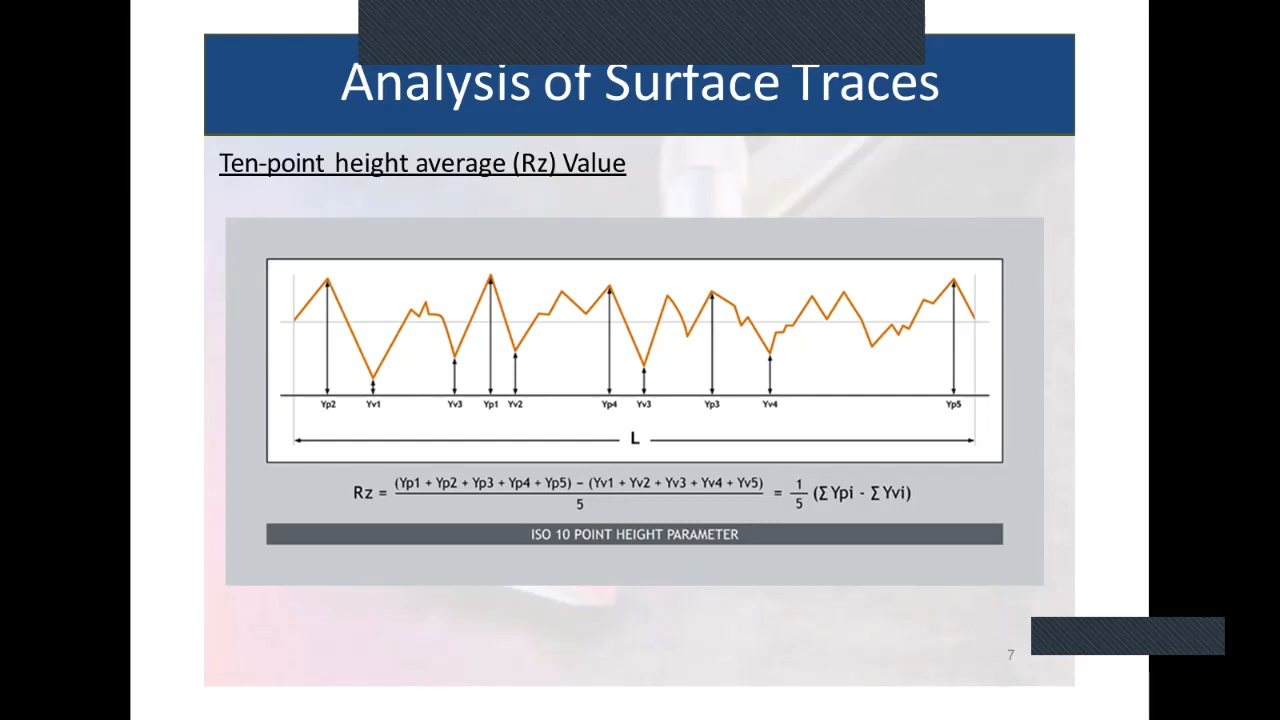 Analysis of Surface Traces
Ten-point height average (Rz) Value
Yp2 Yv1 Yv3 Yp1 Yv2 Yp4 Yv3 Yp3 Yv4 Yp5
L
Rz = (Yp1 + Yp2 + Yp3 + Yp4 + Yp5) − (Yv1 + Yv2 + Yv3 + Yv4 + Yv5) / 5 = 1/5 (Σ Ypi - Σ Yvi)
ISO 10 POINT HEIGHT PARAMETER
7